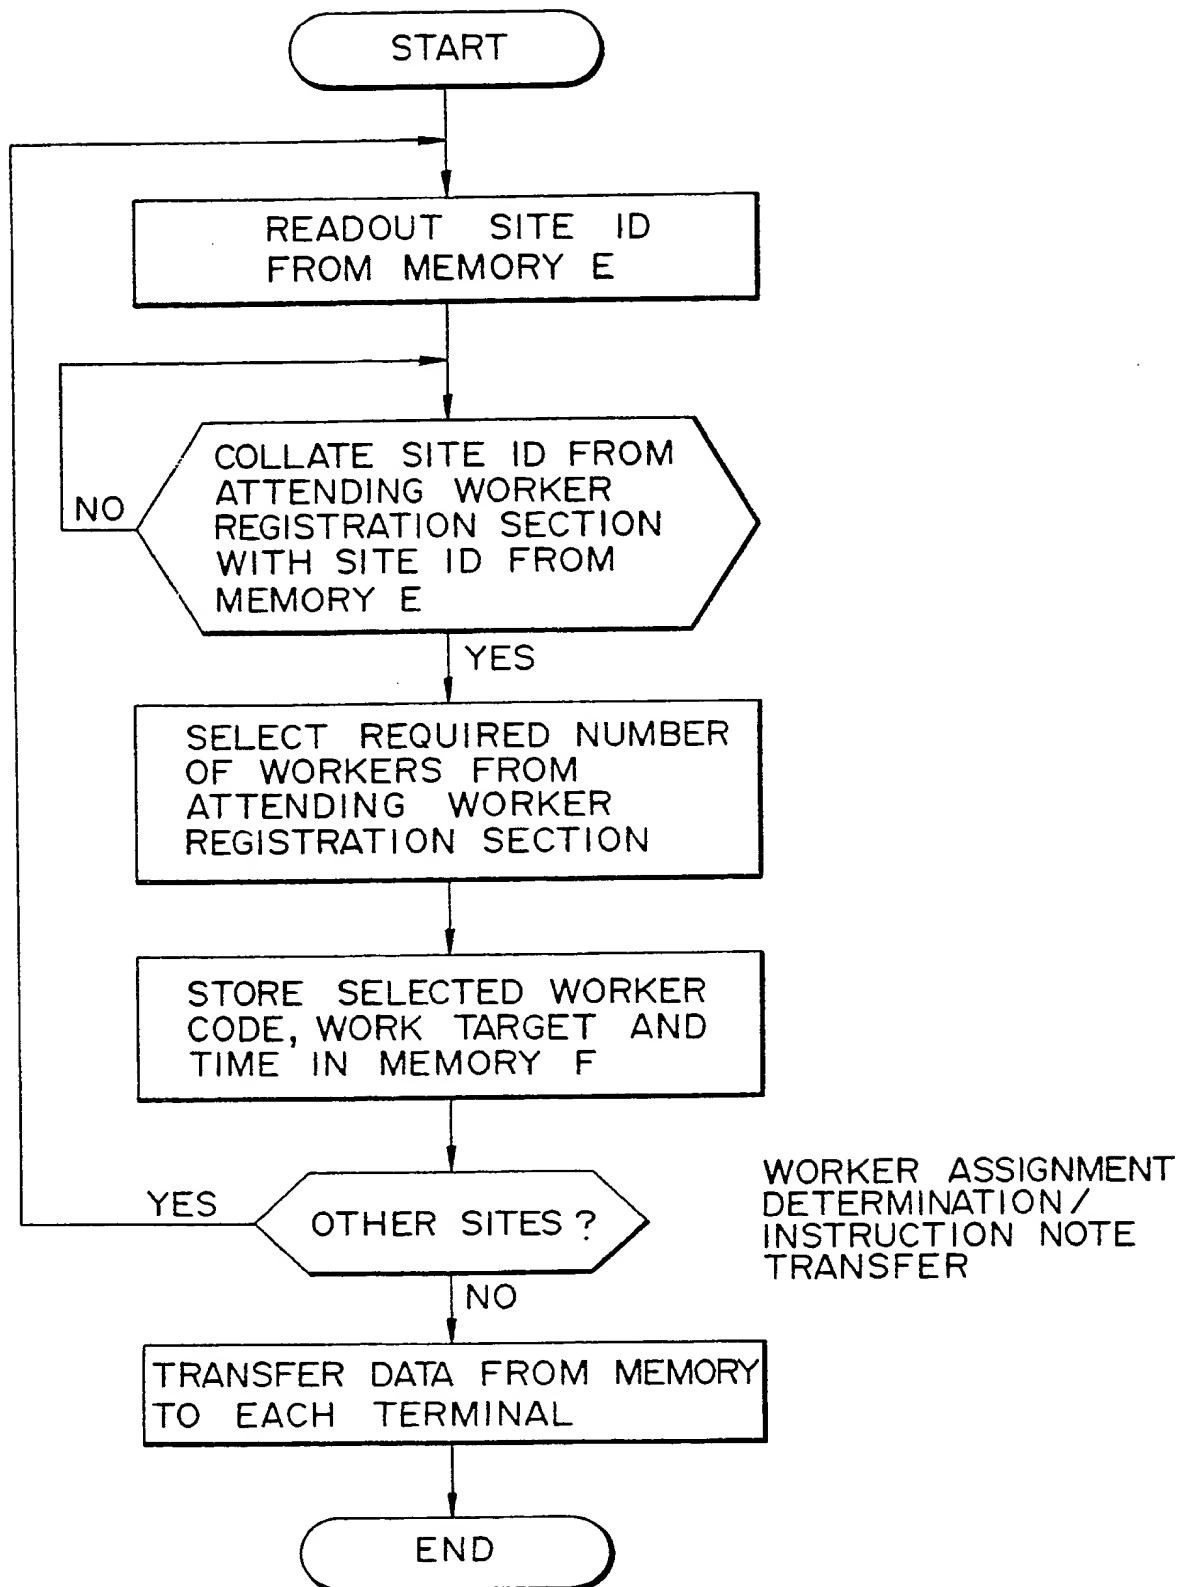 START
READOUT SITE ID
FROM MEMORY E
COLLATE SITE ID FROM
ATTENDING WORKER
REGISTRATION SECTION
WITH SITE ID FROM
MEMORY E
NO
YES
SELECT REQUIRED NUMBER
OF WORKERS FROM
ATTENDING WORKER
REGISTRATION SECTION
STORE SELECTED WORKER
CODE, WORK TARGET AND
TIME IN MEMORY F
YES
OTHER SITES?
WORKER ASSIGNMENT
DETERMINATION/
INSTRUCTION NOTE
TRANSFER
NO
TRANSFER DATA FROM MEMORY
TO EACH TERMINAL
END